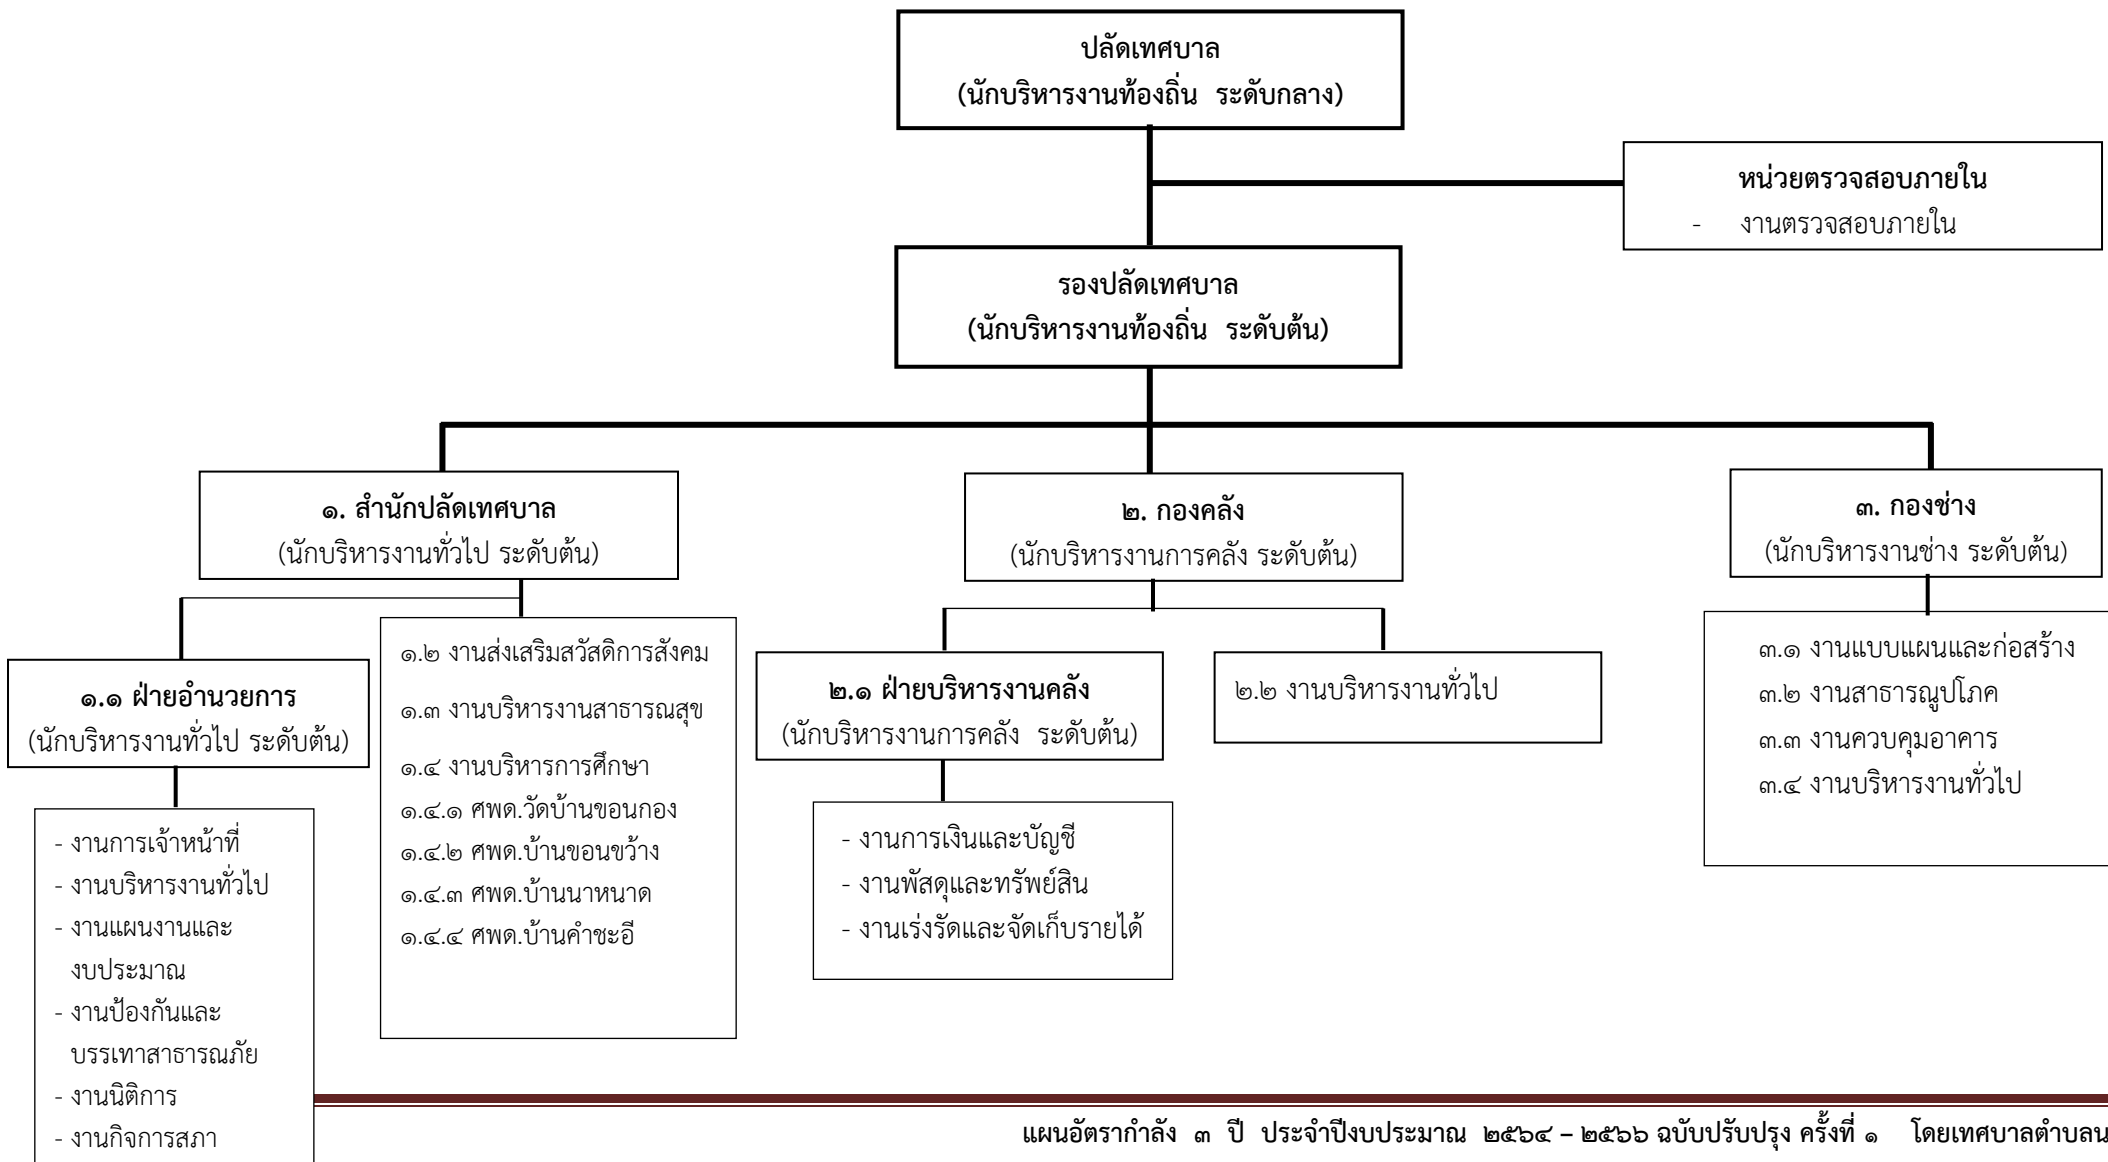 ปลัดเทศบาล
(นักบริหารงานท้องถิ่น ระดับกลาง)
หน่วยตรวจสอบภายใน
- งานตรวจสอบภายใน
รองปลัดเทศบาล
(นักบริหารงานท้องถิ่น ระดับต้น)
๑. สำนักปลัดเทศบาล
(นักบริหารงานทั่วไป ระดับต้น)
๒. กองคลัง
(นักบริหารงานการคลัง ระดับต้น)
๓. กองช่าง
(นักบริหารงานช่าง ระดับต้น)
๑.๑ ฝ่ายอำนวยการ
(นักบริหารงานทั่วไป ระดับต้น)
- งานการเจ้าหน้าที่
- งานบริหารงานทั่วไป
- งานแผนงานและ
งบประมาณ
- งานป้องกันและ
บรรเทาสาธารณภัย
- งานนิติการ
- งานกิจการสภา
๑.๒ งานส่งเสริมสวัสดิการสังคม
๑.๓ งานบริหารงานสาธารณสุข
๑.๔ งานบริหารการศึกษา
๑.๔.๑ ศพด.วัดบ้านขอนกอง
๑.๔.๒ ศพด.บ้านขอนขว้าง
๑.๔.๓ ศพด.บ้านนาหนาด
๑.๔.๔ ศพด.บ้านคำชะอี
๒.๑ ฝ่ายบริหารงานคลัง
(นักบริหารงานการคลัง ระดับต้น)
- งานการเงินและบัญชี
- งานพัสดุและทรัพย์สิน
- งานเร่งรัดและจัดเก็บรายได้
๒.๒ งานบริหารงานทั่วไป
๓.๑ งานแบบแผนและก่อสร้าง
๓.๒ งานสาธารณูปโภค
๓.๓ งานควบคุมอาคาร
๓.๔ งานบริหารงานทั่วไป
แผนอัตรากำลัง ๓ ปี ประจำปีงบประมาณ ๒๕๖๔ – ๒๕๖๖ ฉบับปรับปรุง ครั้งที่ ๑ โดยเทศบาลตำบลน